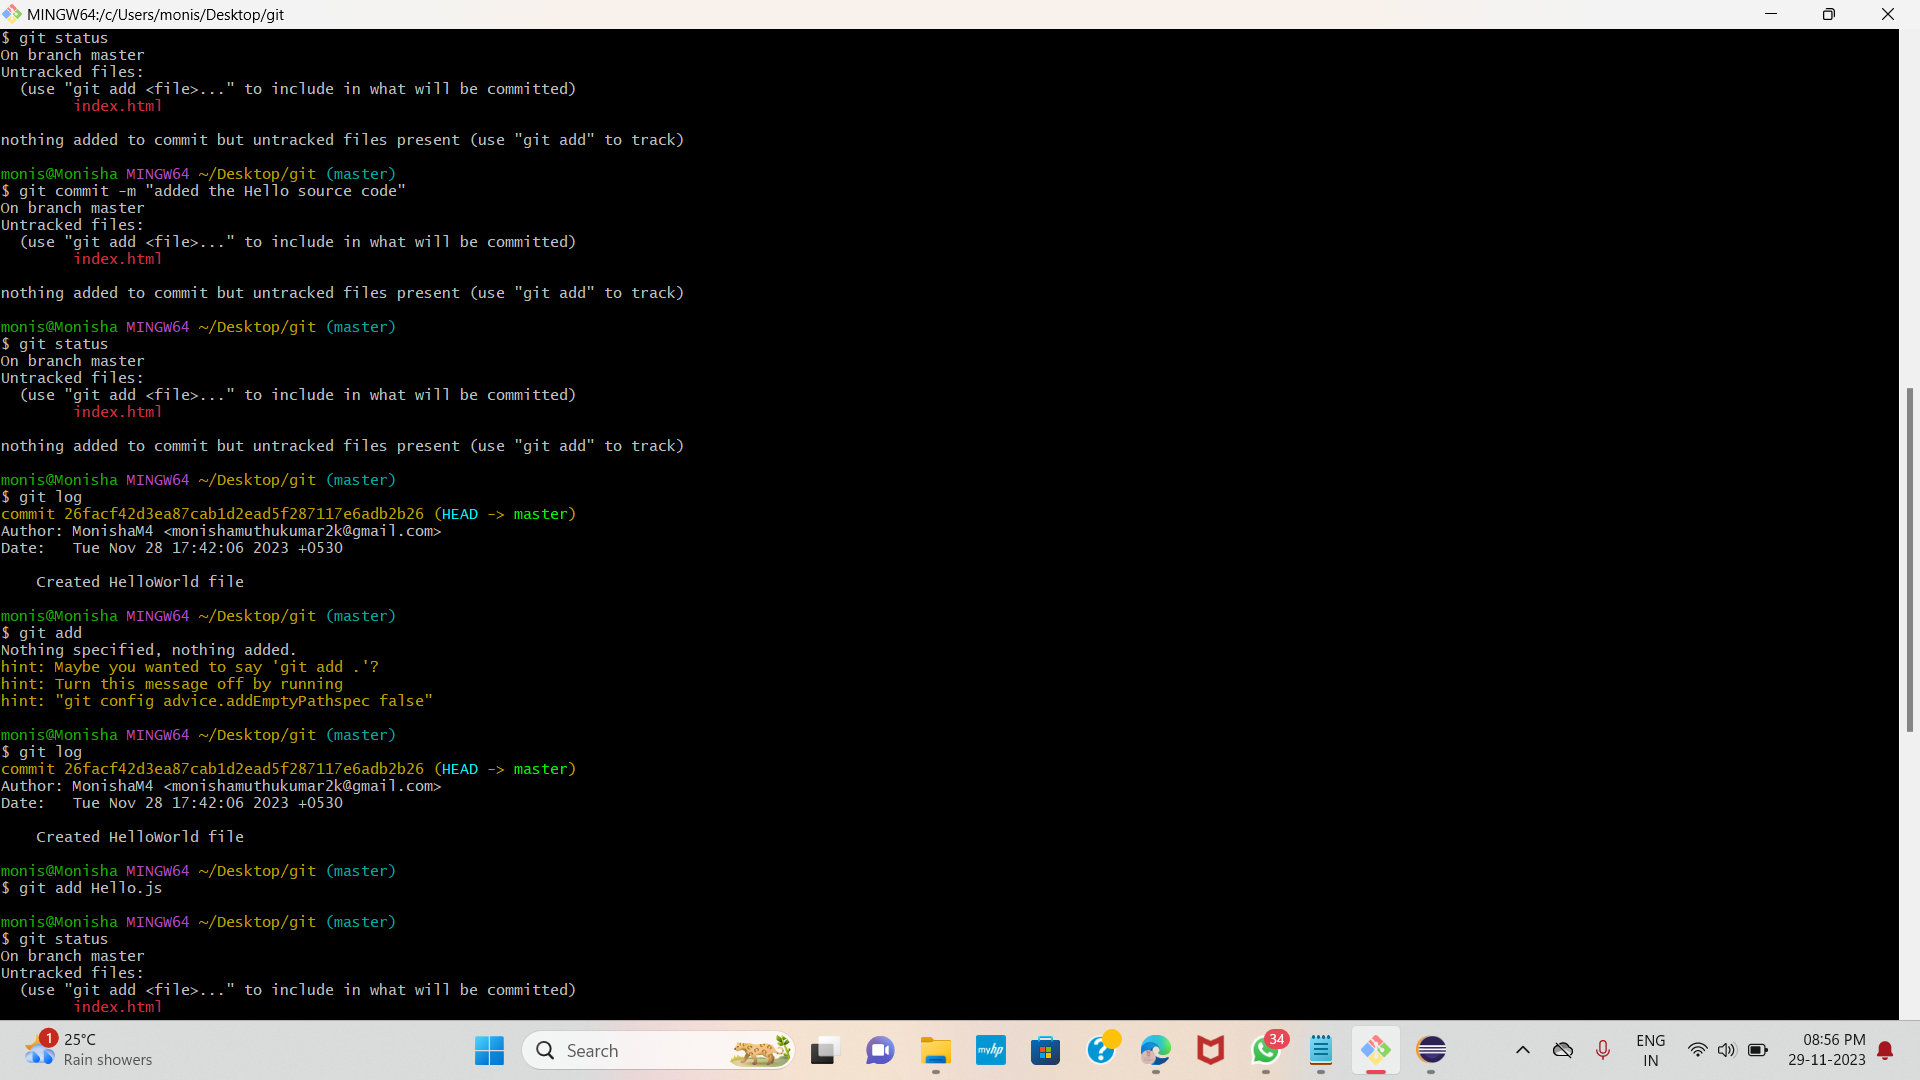 MINGW64:/c/Users/monis/Desktop/git
$ git status
On branch master
Untracked files:
  (use "git add <file>..." to include in what will be committed)
        index.html

nothing added to commit but untracked files present (use "git add" to track)

monis@Monisha MINGW64 ~/Desktop/git (master)
$ git commit -m "added the Hello source code"
On branch master
Untracked files:
  (use "git add <file>..." to include in what will be committed)
        index.html

nothing added to commit but untracked files present (use "git add" to track)

monis@Monisha MINGW64 ~/Desktop/git (master)
$ git status
On branch master
Untracked files:
  (use "git add <file>..." to include in what will be committed)
        index.html

nothing added to commit but untracked files present (use "git add" to track)

monis@Monisha MINGW64 ~/Desktop/git (master)
$ git log
commit 26facf42d3ea87cab1d2ead5f287117e6adb2b26 (HEAD -> master)
Author: MonishaM4 <monishamuthukumar2k@gmail.com>
Date:   Tue Nov 28 17:42:06 2023 +0530

    Created HelloWorld file

monis@Monisha MINGW64 ~/Desktop/git (master)
$ git add
Nothing specified, nothing added.
hint: Maybe you wanted to say 'git add .'?
hint: Turn this message off by running
hint: "git config advice.addEmptyPathspec false"

monis@Monisha MINGW64 ~/Desktop/git (master)
$ git log
commit 26facf42d3ea87cab1d2ead5f287117e6adb2b26 (HEAD -> master)
Author: MonishaM4 <monishamuthukumar2k@gmail.com>
Date:   Tue Nov 28 17:42:06 2023 +0530

    Created HelloWorld file

monis@Monisha MINGW64 ~/Desktop/git (master)
$ git add Hello.js

monis@Monisha MINGW64 ~/Desktop/git (master)
$ git status
On branch master
Untracked files:
  (use "git add <file>..." to include in what will be committed)
        index.html
1
25°C
Rain showers
Search
myhp
34
ENG
IN
08:56 PM
29-11-2023